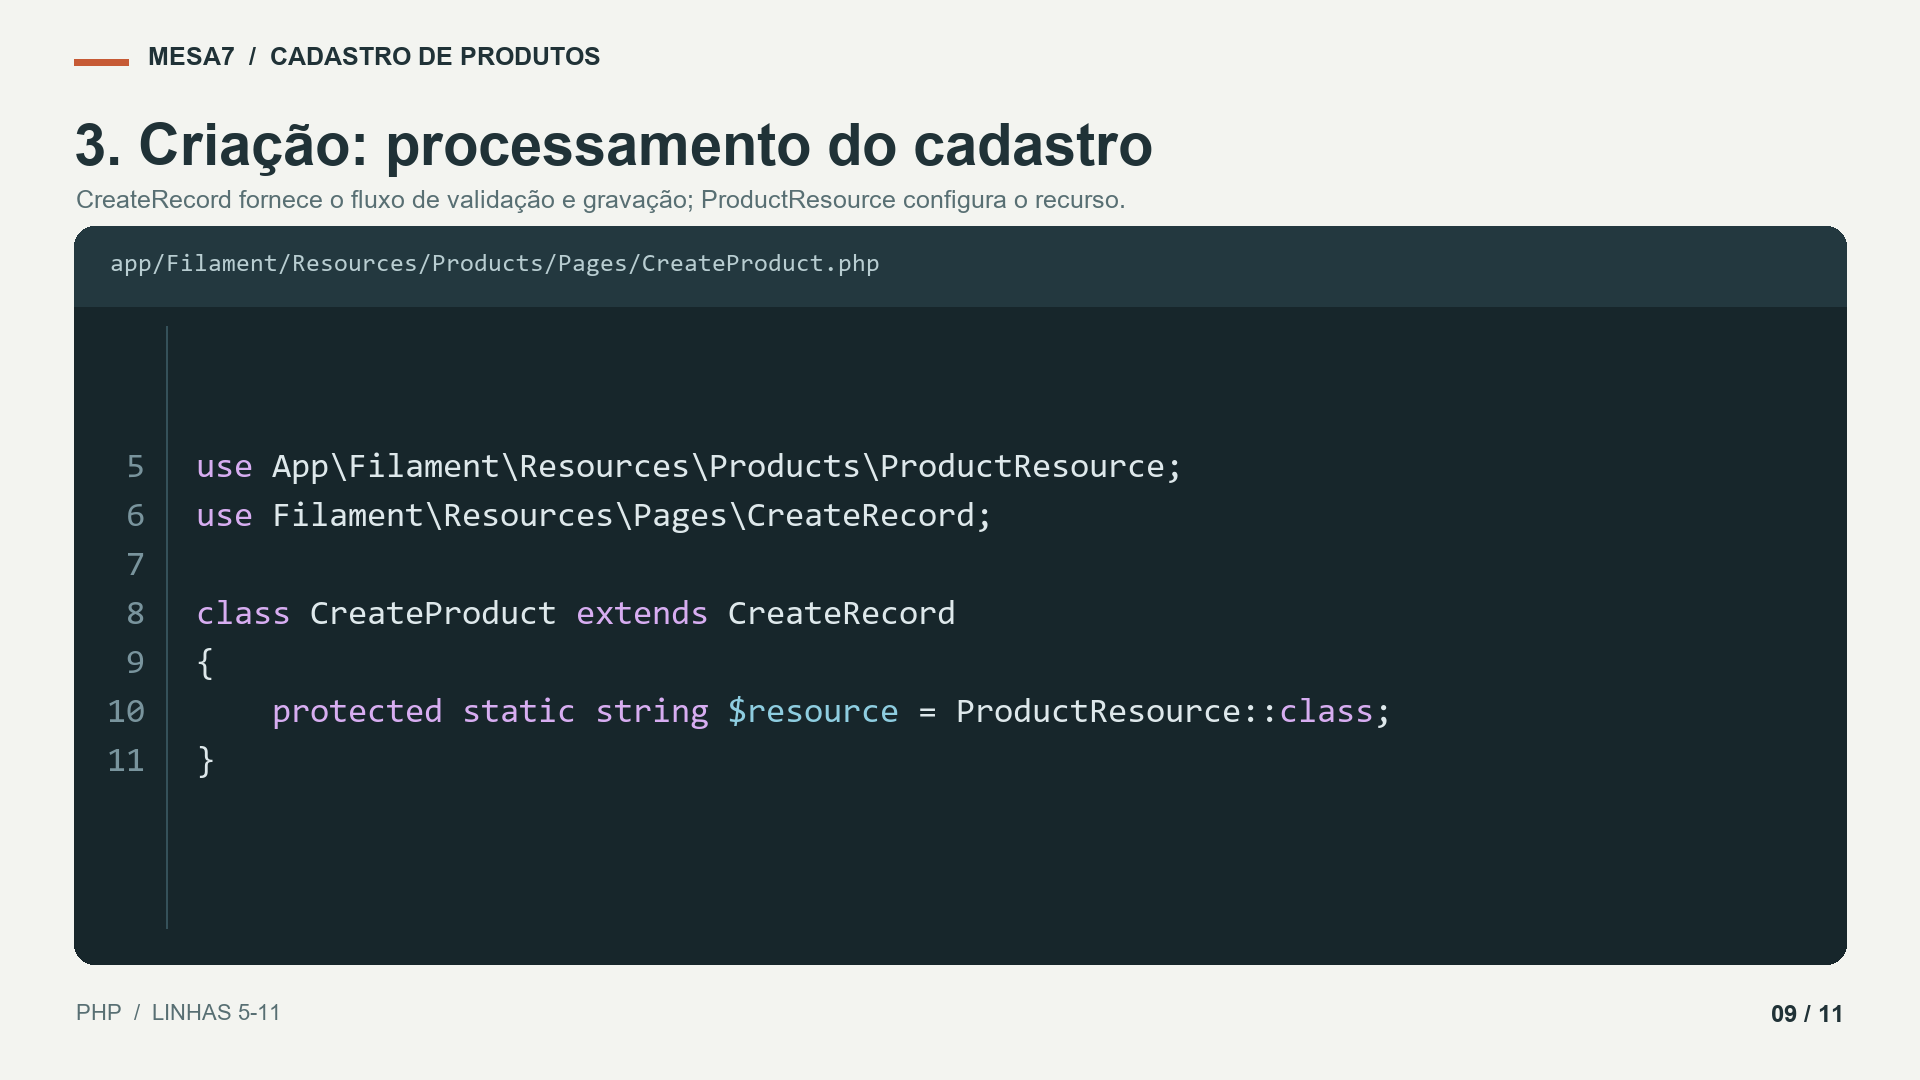 MESA7 / CADASTRO DE PRODUTOS
3. Criação: processamento do cadastro
CreateRecord fornece o fluxo de validação e gravação; ProductResource configura o recurso.
app/Filament/Resources/Products/Pages/CreateProduct.php
5 use App\Filament\Resources\Products\ProductResource;
6 use Filament\Resources\Pages\CreateRecord;
7
8 class CreateProduct extends CreateRecord
9 {
10     protected static string $resource = ProductResource::class;
11 }
PHP / LINHAS 5-11
09 / 11